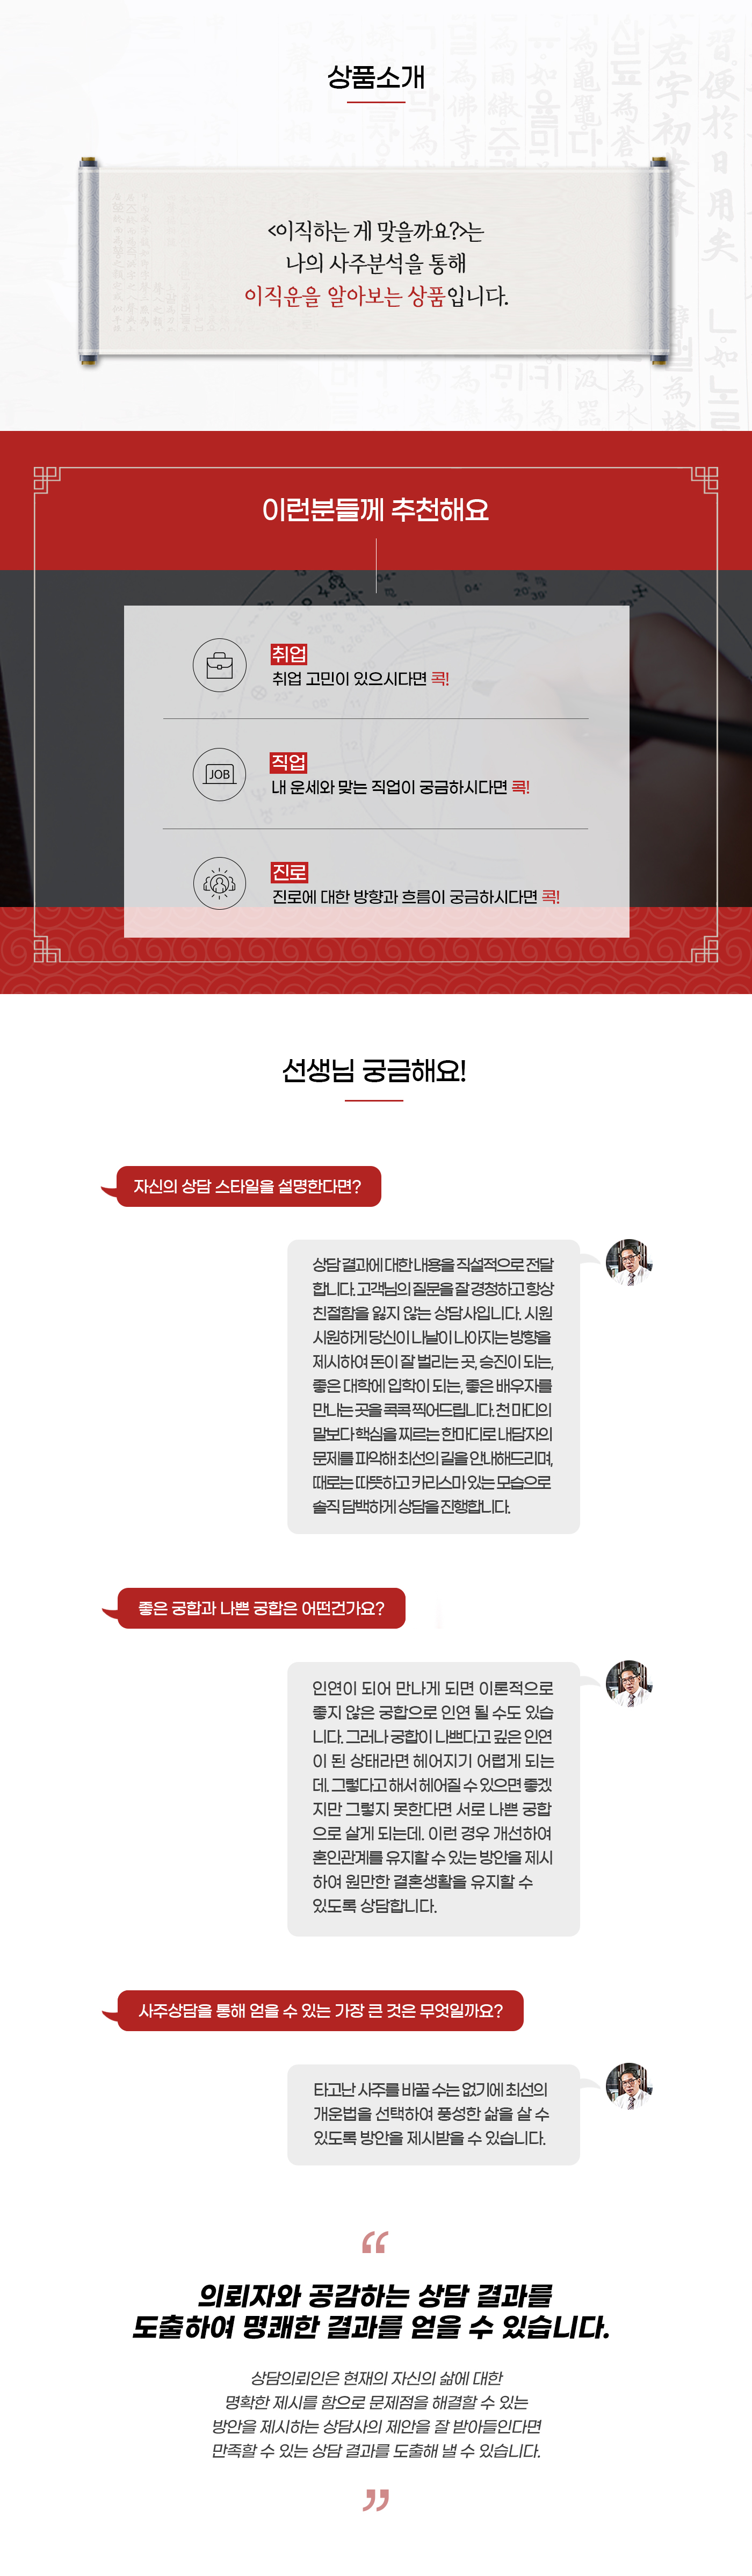 상품소개
<이직하는 게 맞을까요?>는
나의 사주분석을 통해
이직운을 알아보는 상품입니다.
이런분들께 추천해요
취업
취업 고민이 있으시다면 콕!
JOB
직업
내 운세와 맞는 직업이 궁금하시다면 콕!
진로
진로에 대한 방향과 흐름이 궁금하시다면 콕!
선생님 궁금해요!
자신의 상담 스타일을 설명한다면?
상담 결과에 대한 내용을 직설적으로 전달
합니다. 고객님의 질문을 잘 경청하고 항상
친절함을 잃지 않는 상담사입니다. 시원
시원하게 당신이 나날이 나아지는 방향을
제시하여 돈이 잘 벌리는 곳, 승진이 되는,
좋은 대학에 입학이 되는, 좋은 배우자를
만나는 곳을 콕콕 찍어드립니다. 천 마디의
말보다 핵심을 찌르는 한마디로 내담자의
문제를 파악해 최선의 길을 안내해드리며,
때로는 따뜻하고 카리스마 있는 모습으로
솔직 담백하게 상담을 진행합니다.
좋은 궁합과 나쁜 궁합은 어떤건가요?
인연이 되어 만나게 되면 이론적으로
좋지 않은 궁합으로 인연 될 수도 있습
니다. 그러나 궁합이 나쁘다고 깊은 인연
이 된 상태라면 헤어지기 어렵게 되는
데. 그렇다고 해서 헤어질 수 있으면 좋겠
지만 그렇지 못한다면 서로 나쁜 궁합
으로 살게 되는데. 이런 경우 개선하여
혼인관계를 유지할 수 있는 방안을 제시
하여 원만한 결혼생활을 유지할 수
있도록 상담합니다.
사주상담을 통해 얻을 수 있는 가장 큰 것은 무엇일까요?
타고난 사주를 바꿀 수는 없기에 최선의
개운법을 선택하여 풍성한 삶을 살 수
있도록 방안을 제시받을 수 있습니다.
“
의뢰자와 공감하는 상담 결과를
도출하여 명쾌한 결과를 얻을 수 있습니다.
상담의뢰인은 현재의 자신의 삶에 대한
명확한 제시를 함으로 문제점을 해결할 수 있는
방안을 제시하는 상담사의 제안을 잘 받아들인다면
만족할 수 있는 상담 결과를 도출해 낼 수 있습니다.
”